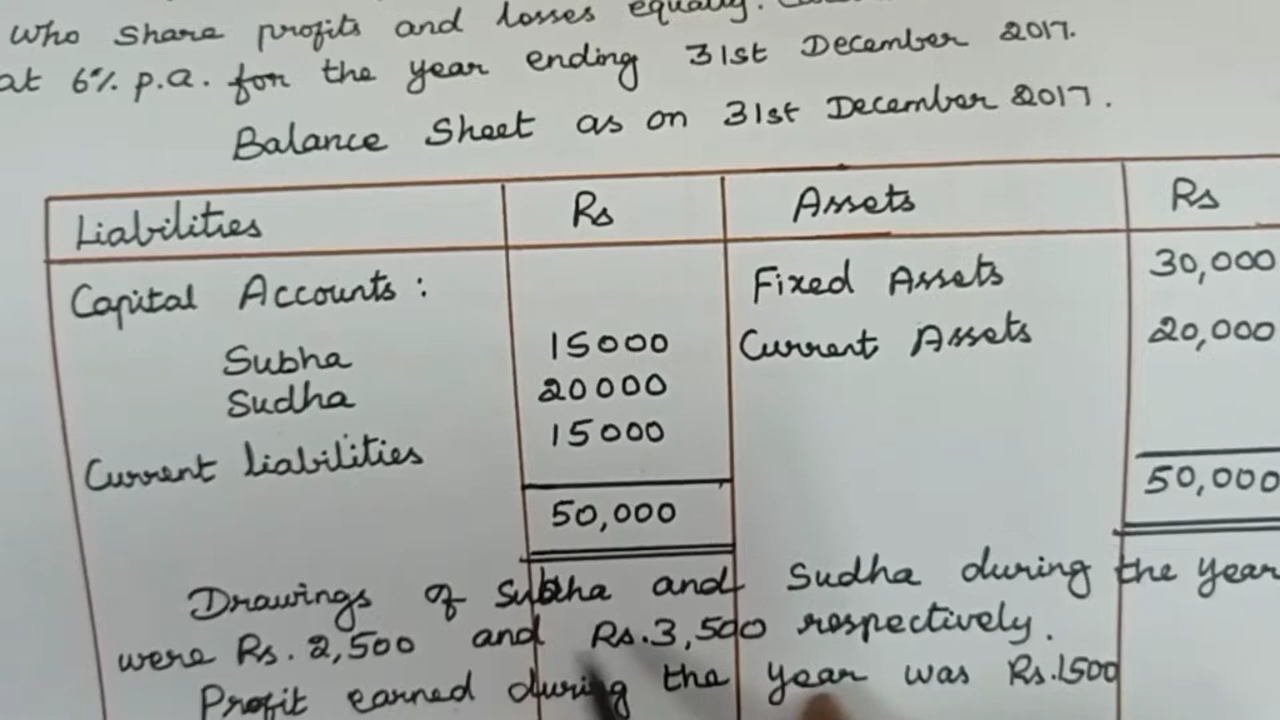 who share profits and losses equally.
at 6% p.a. for the year ending 31st December 2017.
Balance Sheet as on 31st December 2017.
Liabilities Rs Assets Rs
Capital Accounts : Fixed Assets 30,000
Subha 15000 Current Assets 20,000
Sudha 20000
Current liabilities 15000
50,000 50,000
Drawings of Subha and Sudha during the year
were Rs. 2,500 and Rs. 3,500 respectively.
Profit earned during the year was Rs. 1500